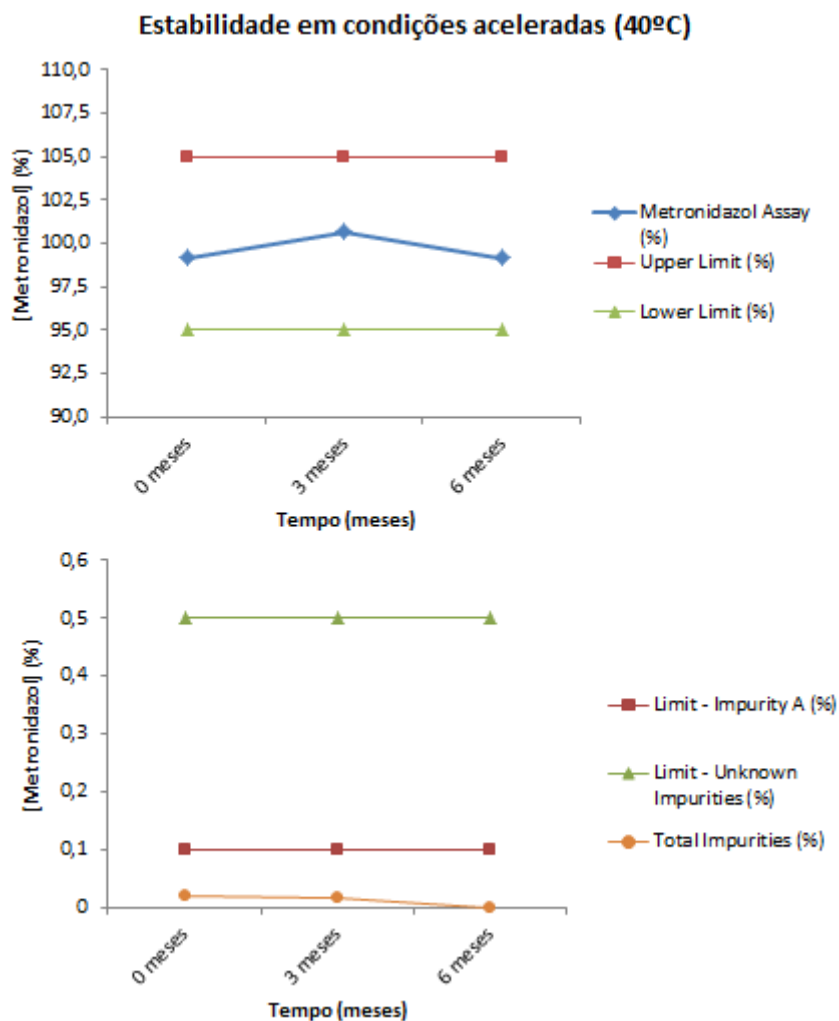 Estabilidade em condições aceleradas (40ºC)
110,0
107,5
105,0
102,5
100,0
97,5
95,0
92,5
90,0
[Metronidazol] (%)
0 meses
3 meses
6 meses
Tempo (meses)
Metronidazol Assay
(%)
Upper Limit (%)
Lower Limit (%)
0,6
0,5
0,4
0,3
0,2
0,1
0
[Metronidazol] (%)
0 meses
3 meses
6 meses
Tempo (meses)
Limit - Impurity A (%)
Limit - Unknown
Impurities (%)
Total Impurities (%)